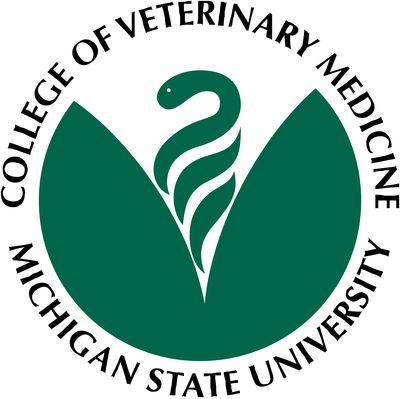 COLLEGE OF VETERINARY MEDICINE
MICHIGAN STATE UNIVERSITY